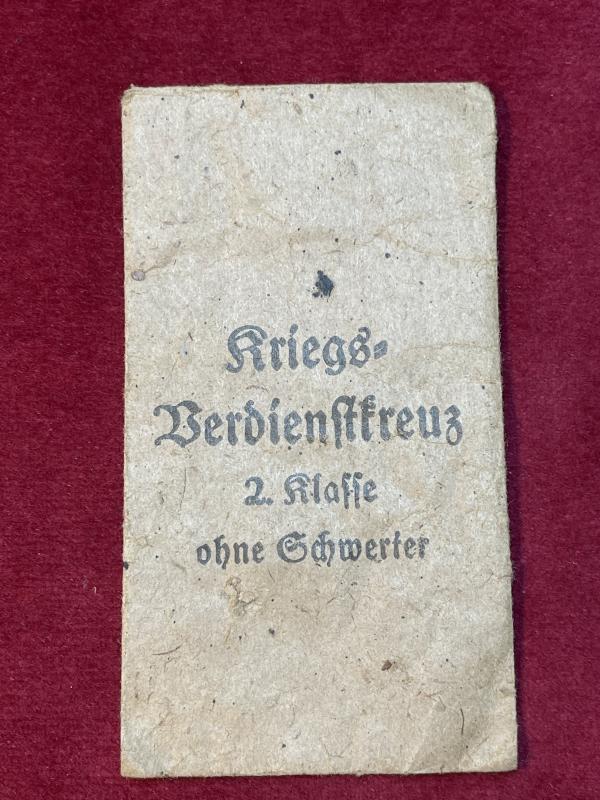 Kriegs-
Verdienstkreuz
2. Klasse
ohne Schwerter